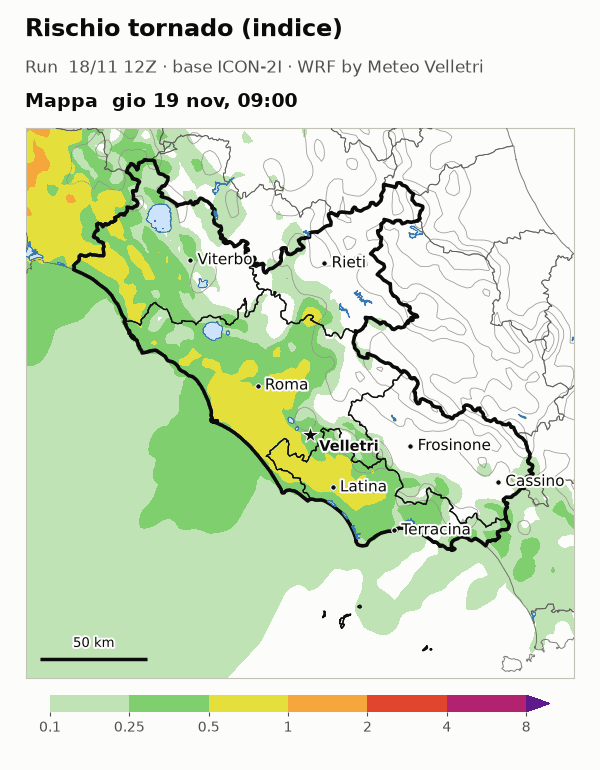 Rischio tornado (indice)
Run  18/11 12Z · base ICON-2I · WRF by Meteo Velletri
Mappa  gio 19 nov, 09:00
Viterbo
Rieti
Roma
Velletri
Frosinone
Cassino
Latina
Terracina
50 km
0.1 0.25 0.5 1 2 4 8